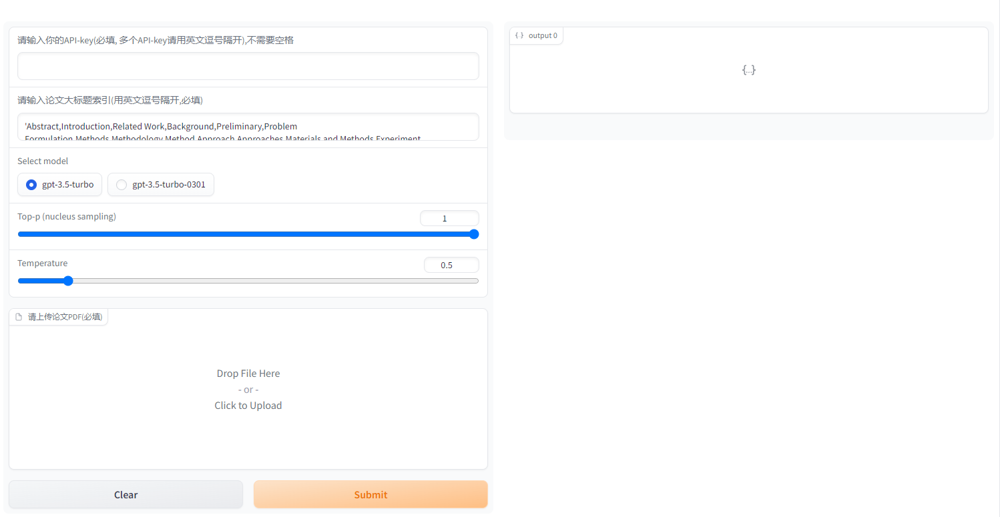 请输入你的API-key(必填, 多个API-key请用英文逗号隔开),不需要空格
请输入论文大标题索引(用英文逗号隔开,必填)
'Abstract,Introduction,Related Work,Background,Preliminary,Problem
Formulation,Methods,Methodology,Method,Approach,Approaches,Materials and Methods,Experiment
Select model
gpt-3.5-turbo
gpt-3.5-turbo-0301
Top-p (nucleus sampling)
1
Temperature
0.5
请上传论文PDF(必填)
Drop File Here
- or -
Click to Upload
Clear
Submit
{ } output 0
{...}